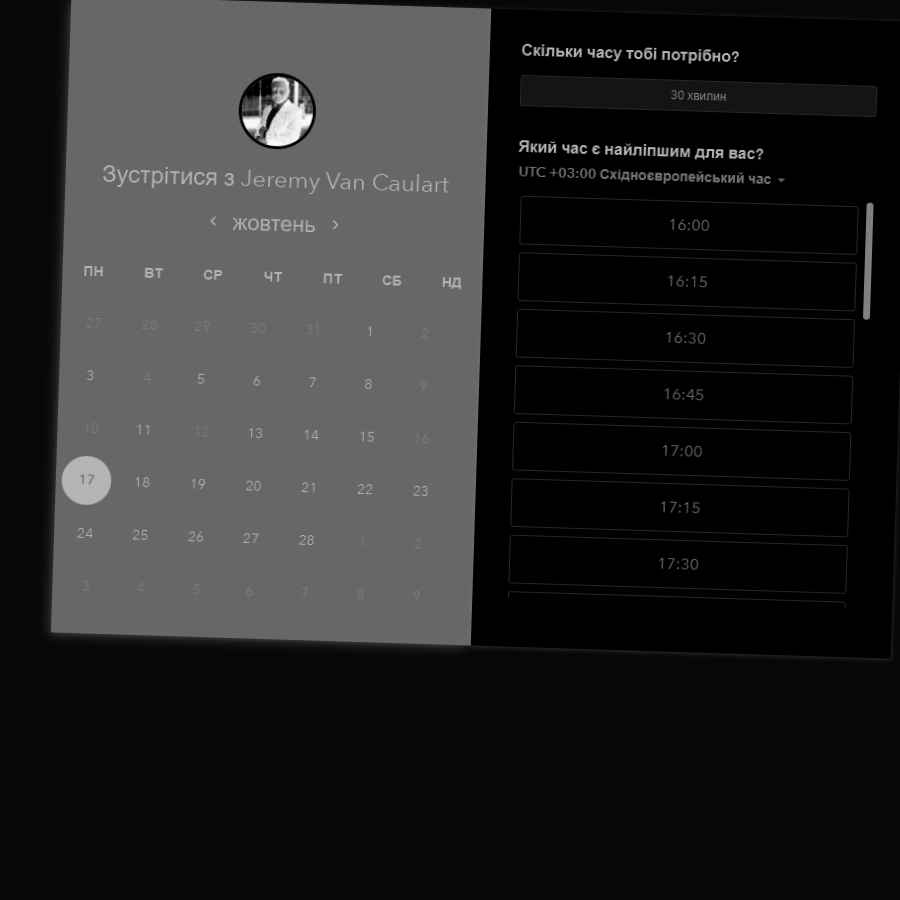 Зустрітися з Jeremy Van Caulart
жовтень
ПН ВТ СР ЧТ ПТ СБ НД
27 28 29 30 31 1 2
3 4 5 6 7 8 9
10 11 12 13 14 15 16
17 18 19 20 21 22 23
24 25 26 27 28 1 2
3 4 5 6 7 8 9
Скільки часу тобі потрібно?
30 хвилин
Який час є найліпшим для вас?
UTC +03:00 Східноєвропейський час
16:00
16:15
16:30
16:45
17:00
17:15
17:30